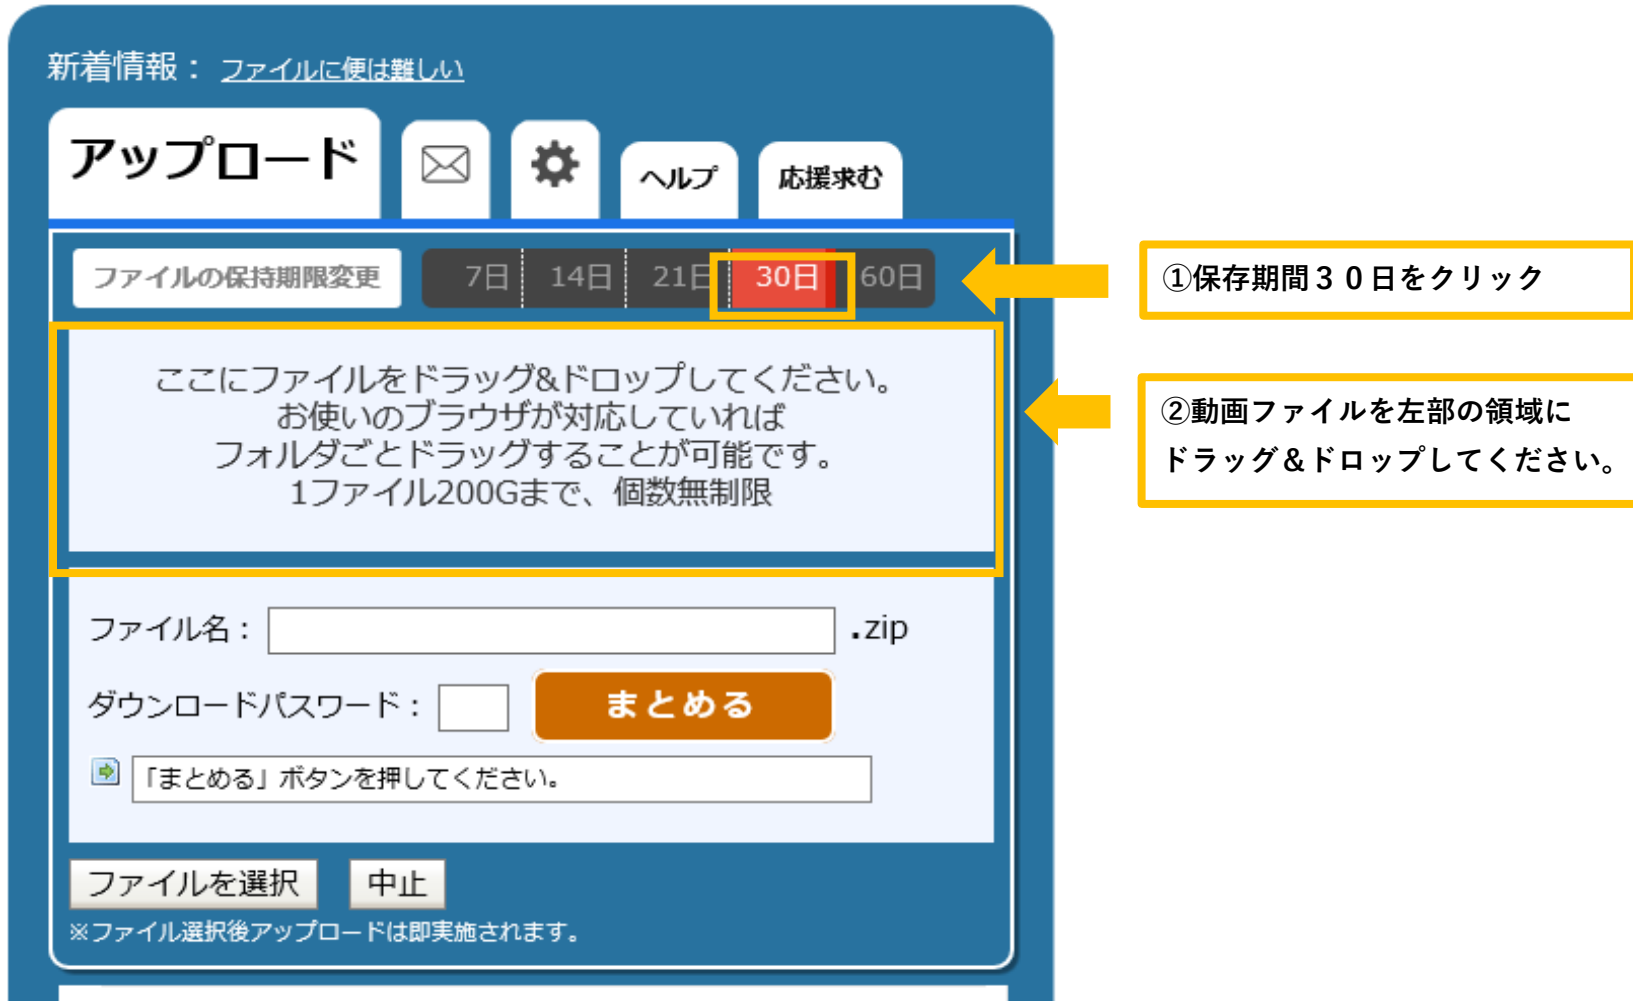 新着情報： ファイルに便は難しい
アップロード
ヘルプ
応援求む
ファイルの保持期限変更
7日 14日 21日 30日 60日
①保存期間３０日をクリック
ここにファイルをドラッグ&ドロップしてください。
お使いのブラウザが対応していれば
フォルダごとドラッグすることが可能です。
1ファイル200Gまで、個数無制限
②動画ファイルを左部の領域に
ドラッグ＆ドロップしてください。
ファイル名： .zip
ダウンロードパスワード： まとめる
「まとめる」ボタンを押してください。
ファイルを選択 中止
※ファイル選択後アップロードは即実施されます。